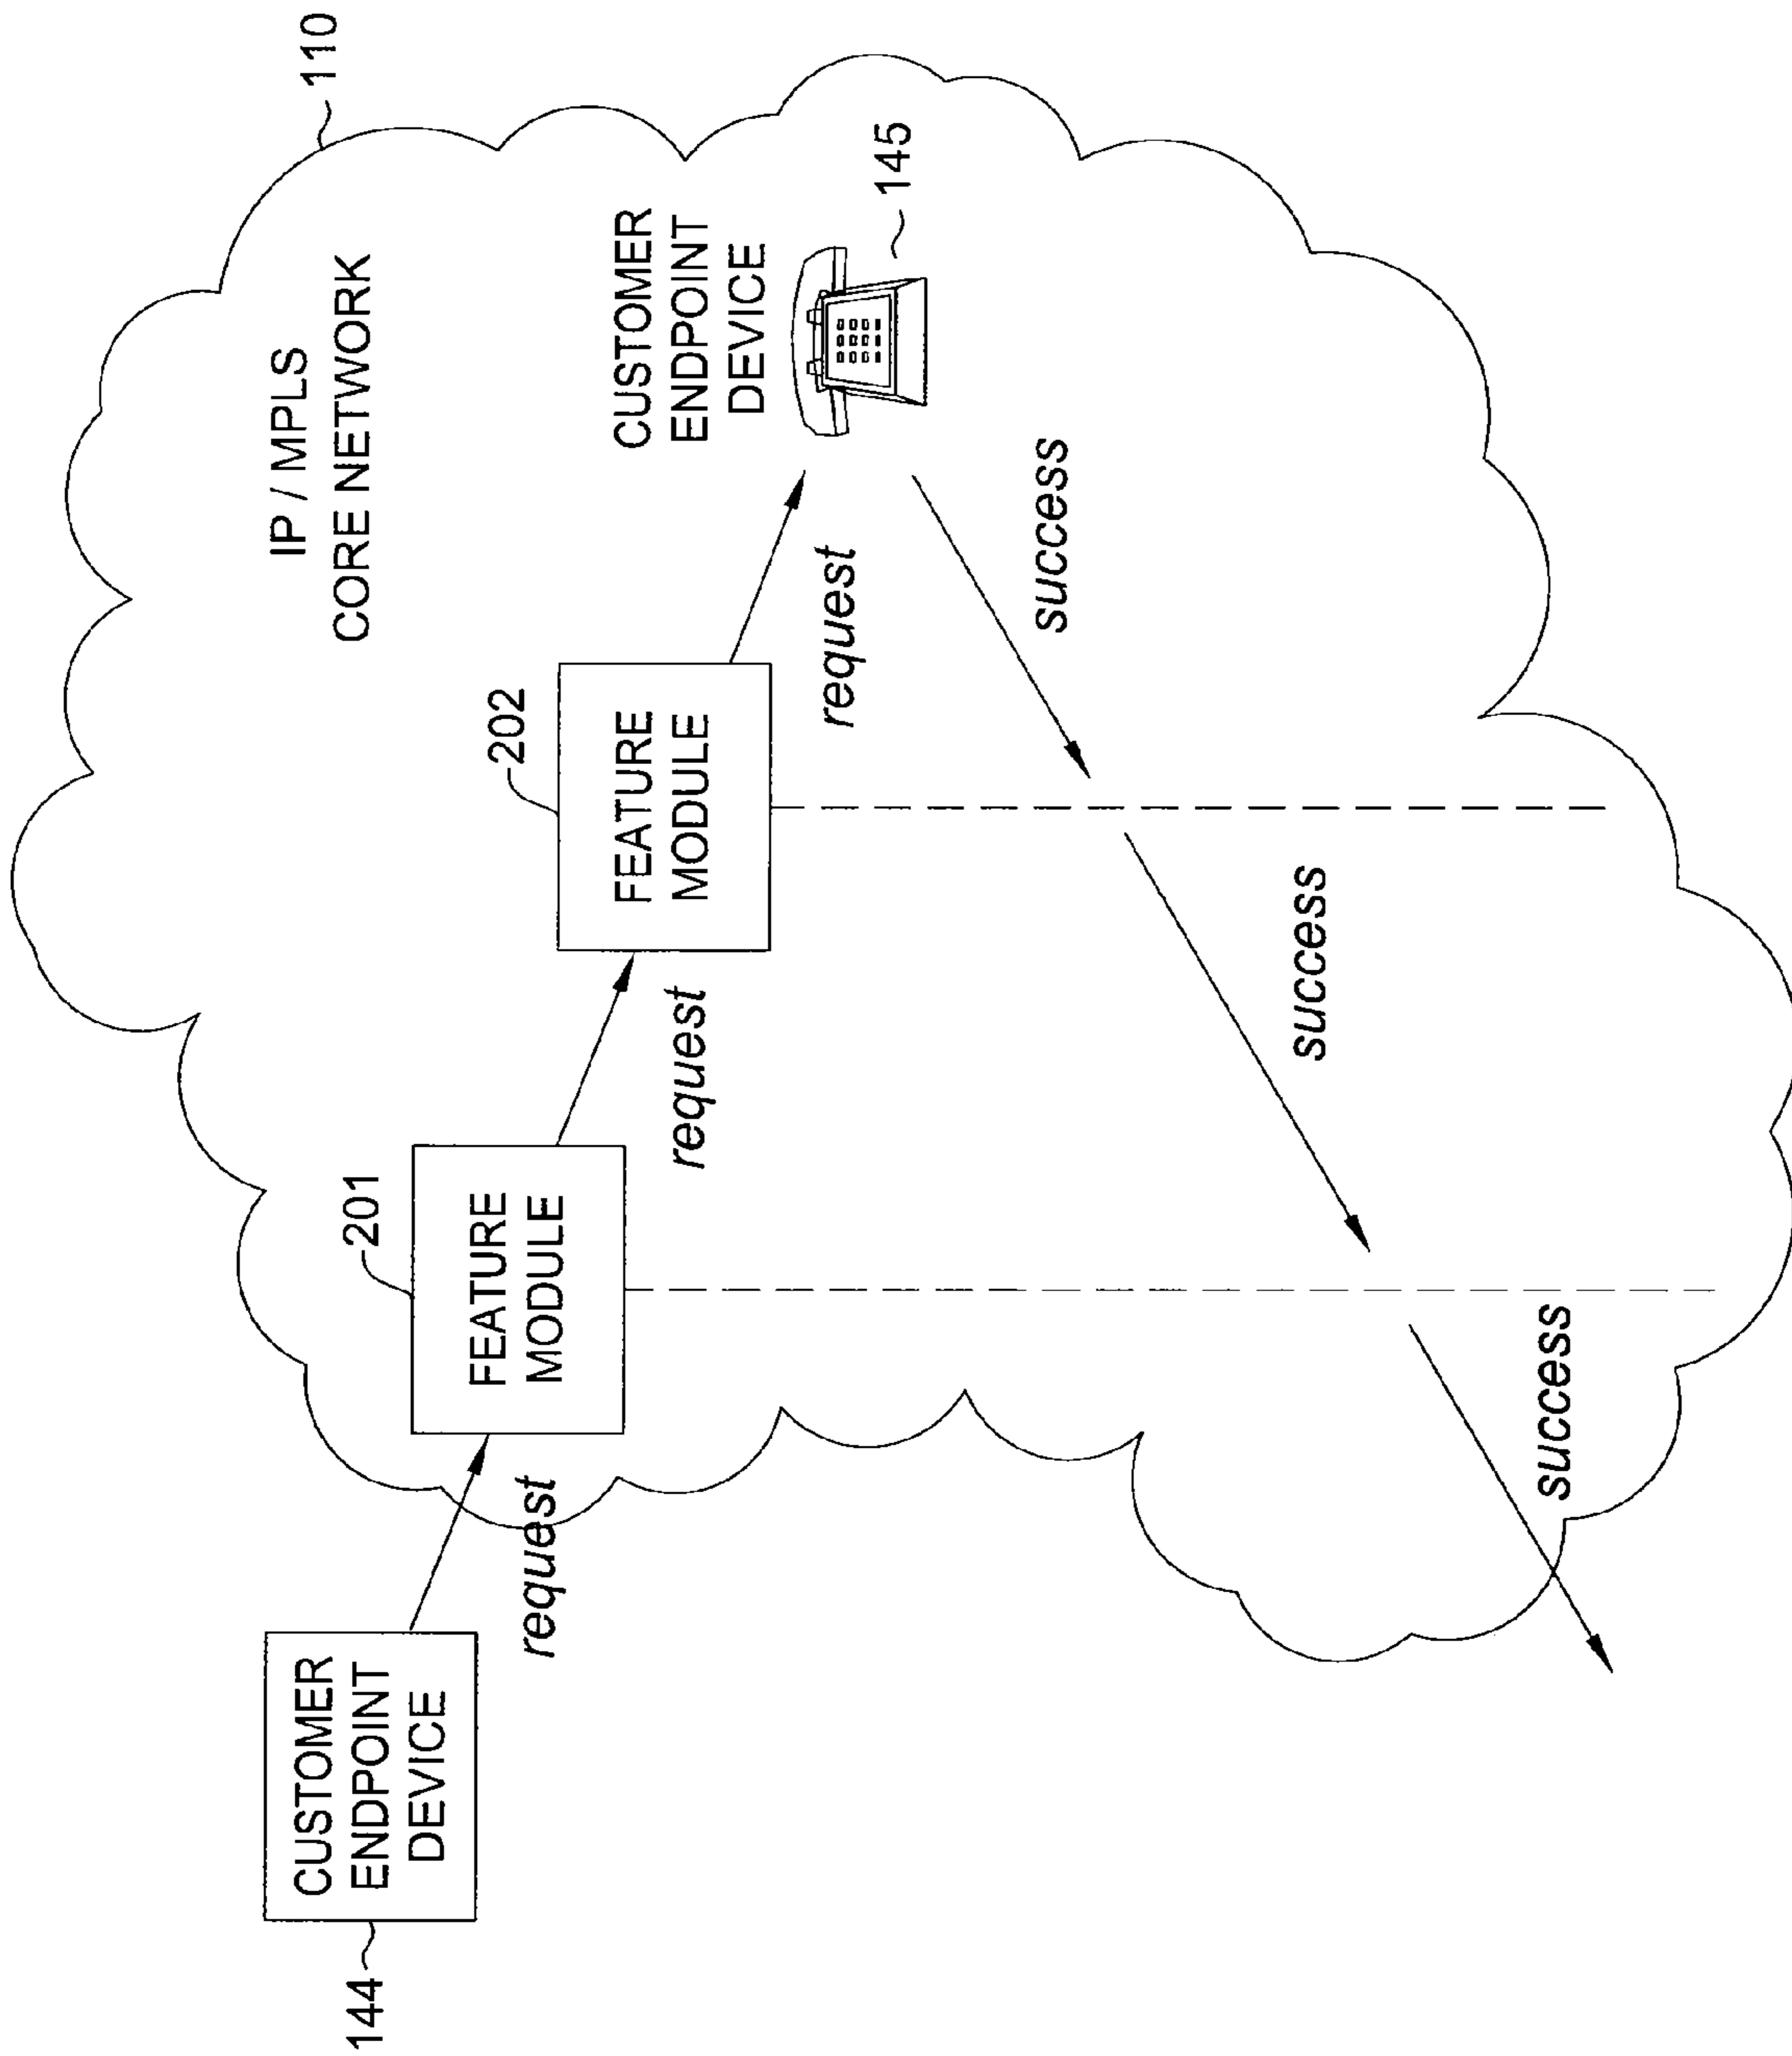 110
IP / MPLS
CORE NETWORK
CUSTOMER
ENDPOINT
DEVICE
145
202
FEATURE
MODULE
request
success
201
FEATURE
MODULE
request
success
144
CUSTOMER
ENDPOINT
DEVICE
request
success